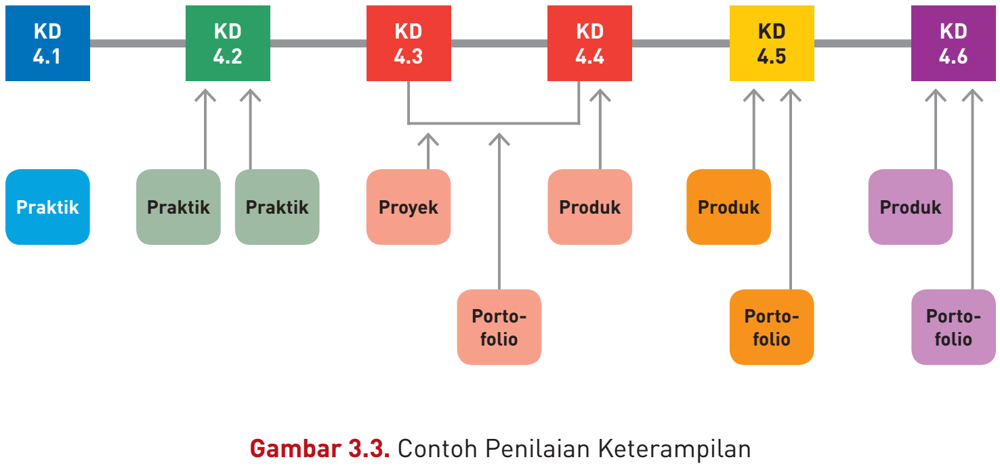 KD
4.1
KD
4.2
KD
4.3
KD
4.4
KD
4.5
KD
4.6
Praktik
Praktik
Praktik
Proyek
Produk
Produk
Produk
Porto-
folio
Porto-
folio
Porto-
folio
Gambar 3.3. Contoh Penilaian Keterampilan